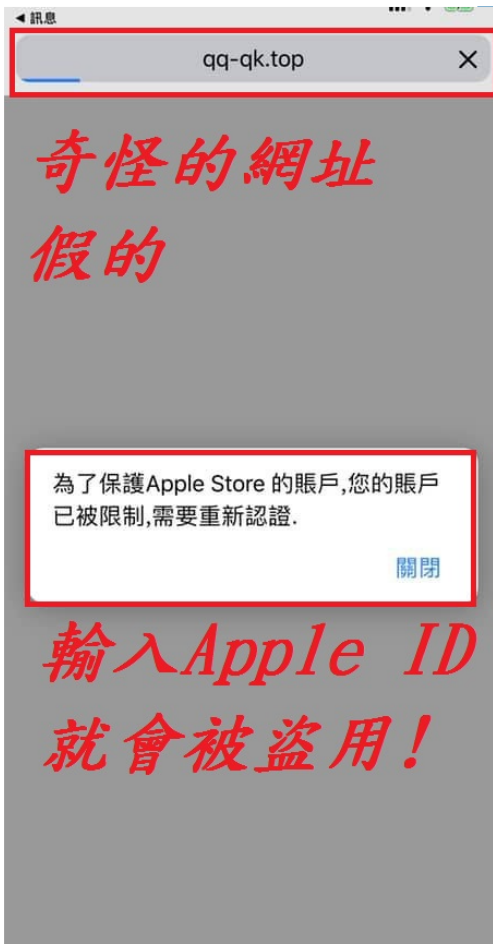 訊息
qq-qk.top
奇怪的網址
假的
為了保護Apple Store 的賬戶,您的賬戶
已被限制,需要重新認證.
關閉
輸入Apple ID
就會被盜用!